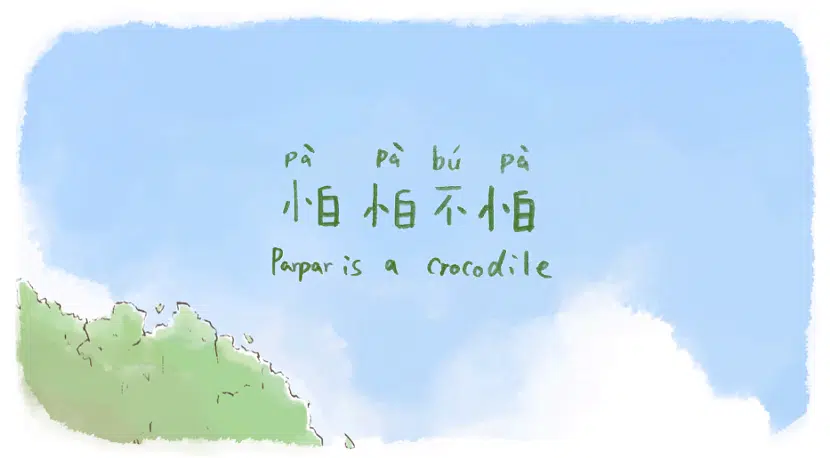 pà pà bú pà
怕怕不怕
Parpar is a crocodile